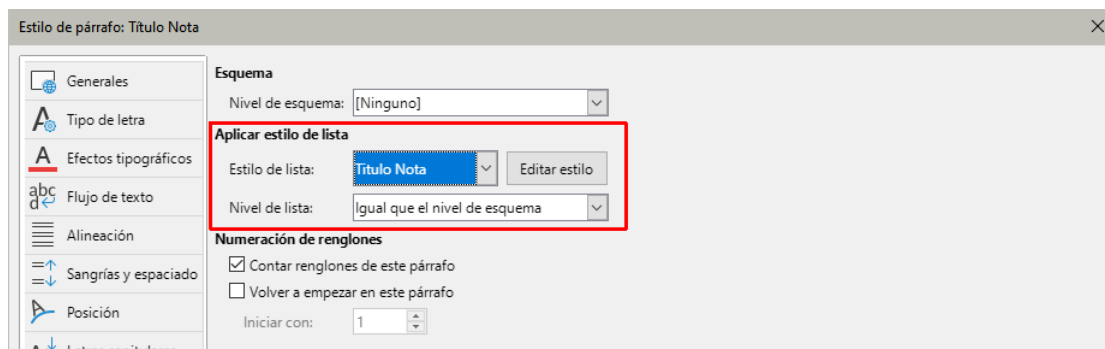 Estilo de párrafo: Título Nota
Generales
Tipo de letra
Efectos tipográficos
Flujo de texto
Alineación
Sangrías y espaciado
Posición
Esquema
Nivel de esquema: [Ninguno]
Aplicar estilo de lista
Estilo de lista: Titulo Nota Editar estilo
Nivel de lista: Igual que el nivel de esquema
Numeración de renglones
Contar renglones de este párrafo
Volver a empezar en este párrafo
Iniciar con: 1